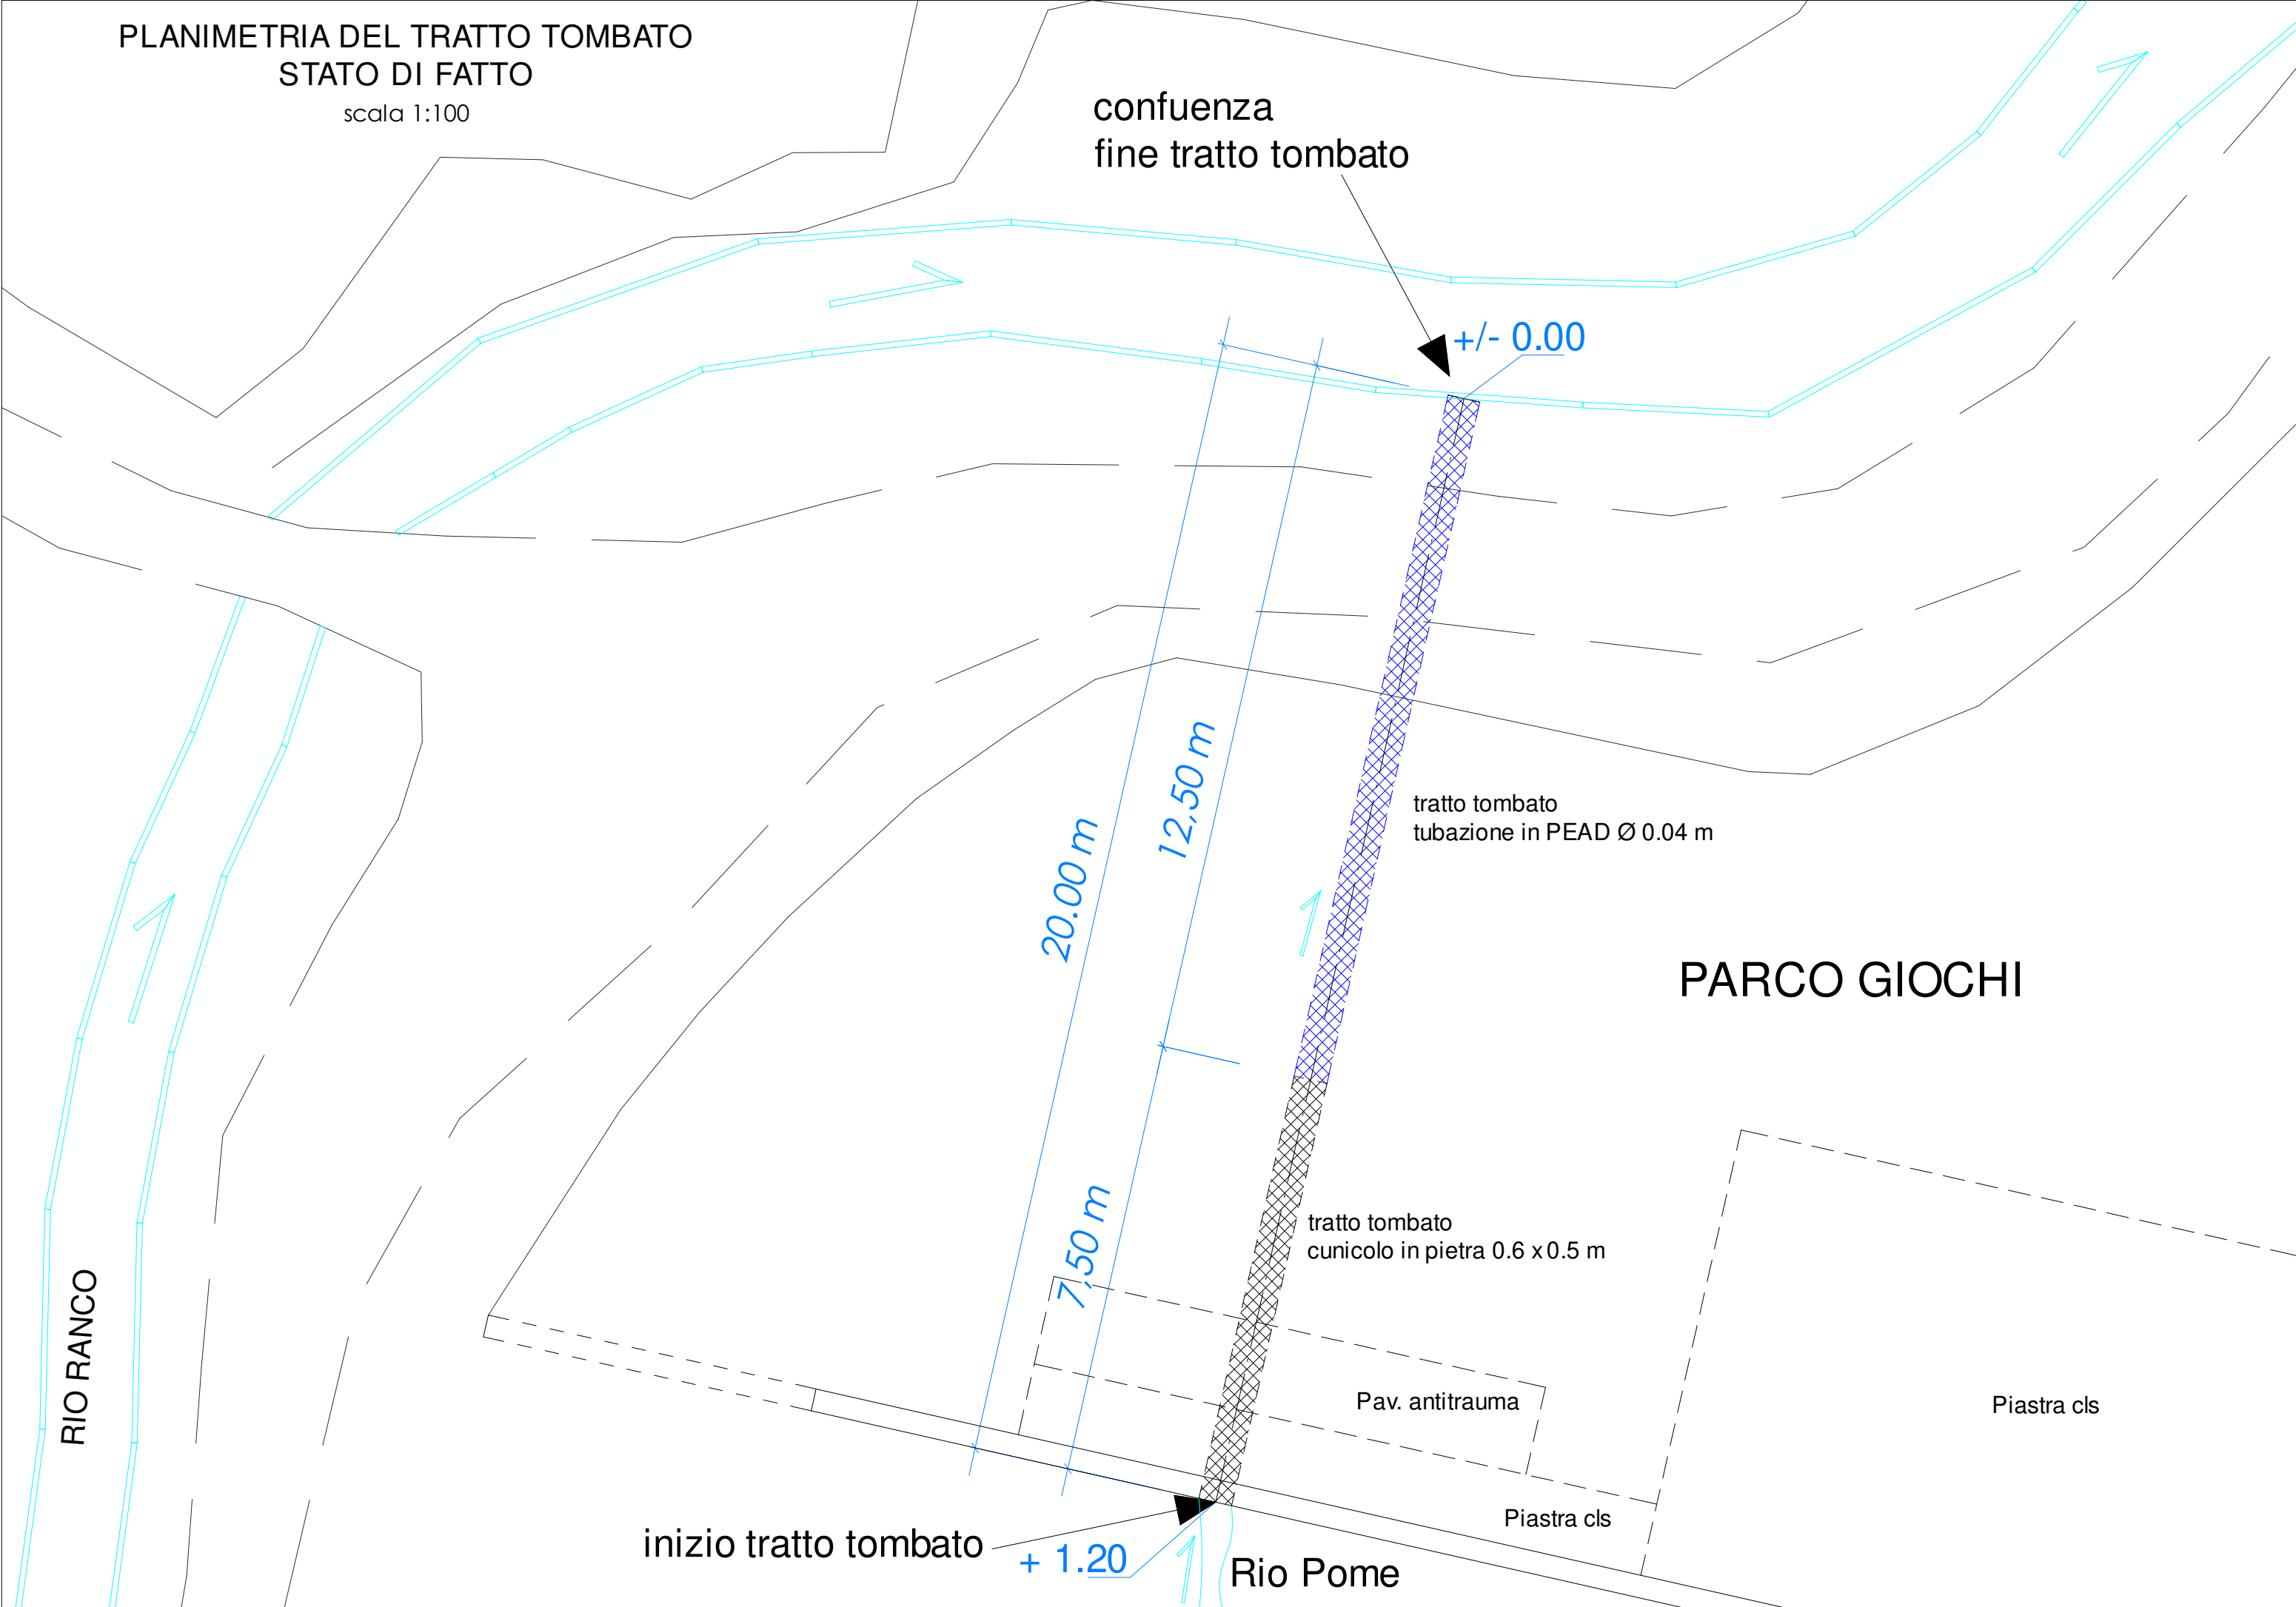 PLANIMETRIA DEL TRATTO TOMBATO
STATO DI FATTO
scala 1:100
confuenza
fine tratto tombato
+/- 0.00
12,50 m
20.00 m
tratto tombato
tubazione in PEAD Ø 0.04 m
PARCO GIOCHI
7,50 m
tratto tombato
cunicolo in pietra 0.6 x 0.5 m
RIO RANCO
Pav. antitrauma
Piastra cls
Piastra cls
inizio tratto tombato
+ 1.20
Rio Pome